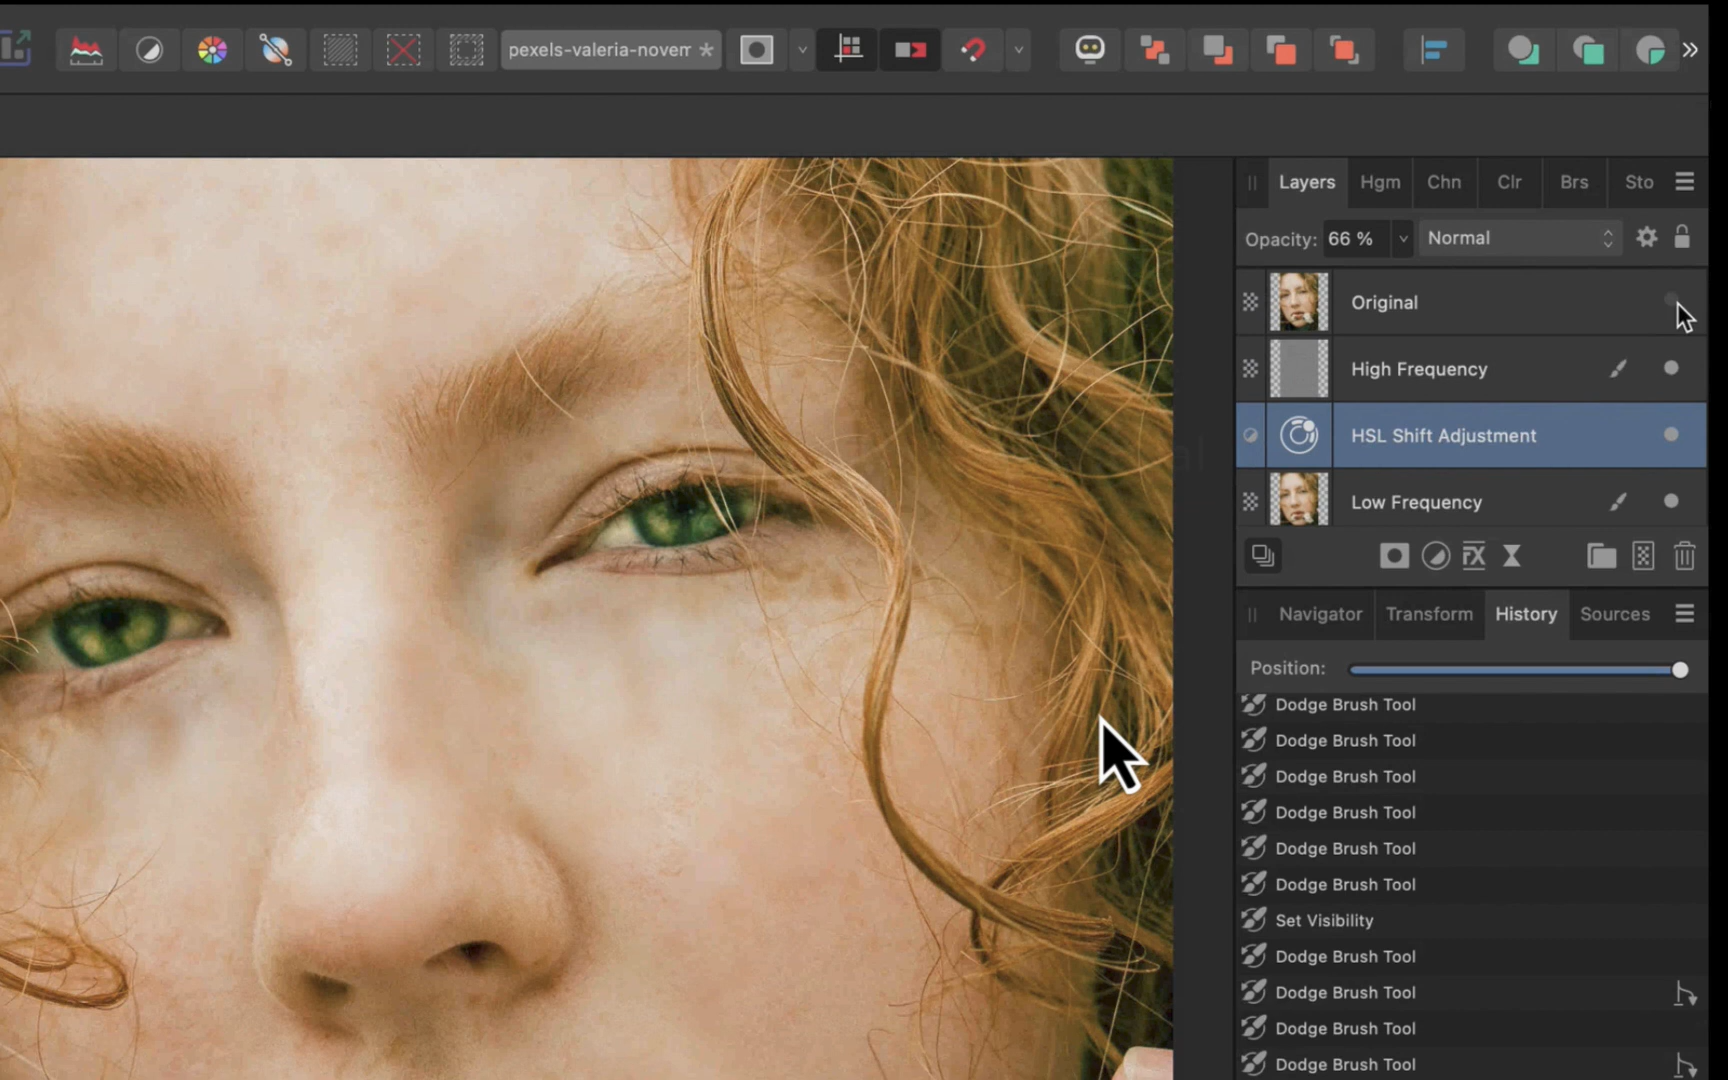 pexels-valeria-novem *
Layers Hgm Chn Clr Brs Sto
Opacity: 66 % Normal
Original
High Frequency
HSL Shift Adjustment
Low Frequency
FX
Navigator Transform History Sources
Position:
Dodge Brush Tool
Dodge Brush Tool
Dodge Brush Tool
Dodge Brush Tool
Dodge Brush Tool
Dodge Brush Tool
Set Visibility
Dodge Brush Tool
Dodge Brush Tool
Dodge Brush Tool
Dodge Brush Tool